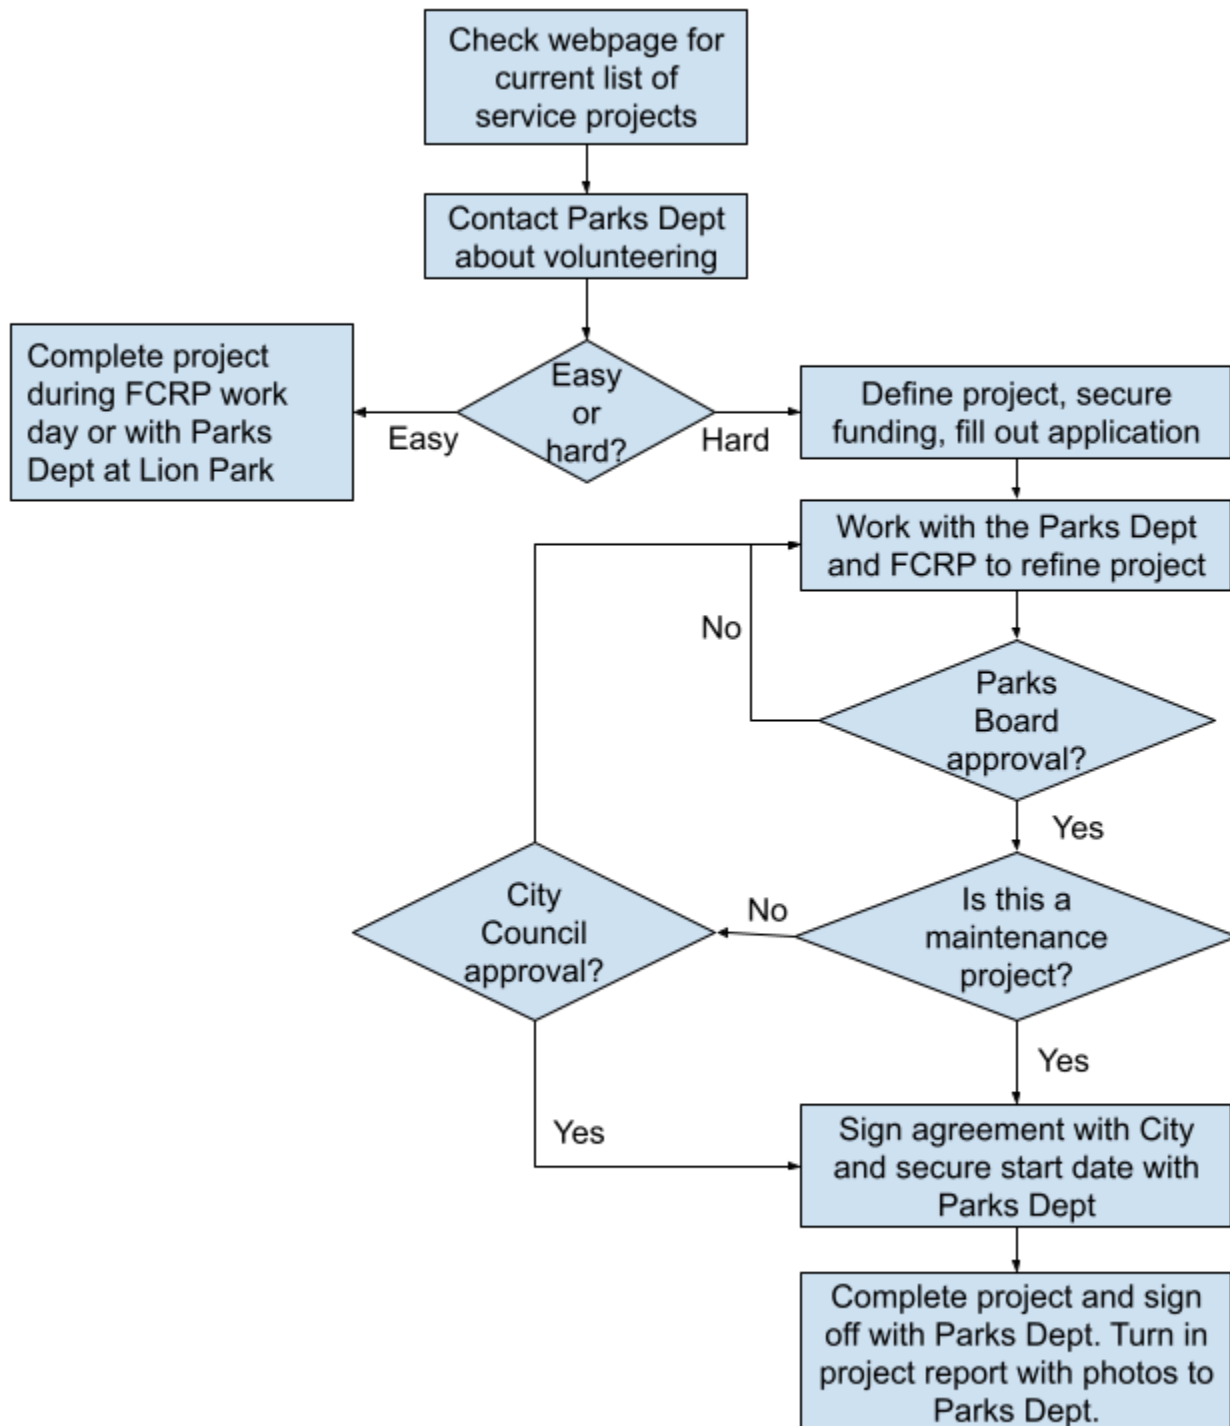 Check webpage for
current list of
service projects
Contact Parks Dept
about volunteering
Easy
or
hard?
Easy
Hard
Complete project
during FCRP work
day or with Parks
Dept at Lion Park
Define project, secure
funding, fill out application
Work with the Parks Dept
and FCRP to refine project
No
Parks
Board
approval?
Yes
Is this a
maintenance
project?
No
City
Council
approval?
Yes
Yes
Sign agreement with City
and secure start date with
Parks Dept
Complete project and sign
off with Parks Dept. Turn in
project report with photos to
Parks Dept.